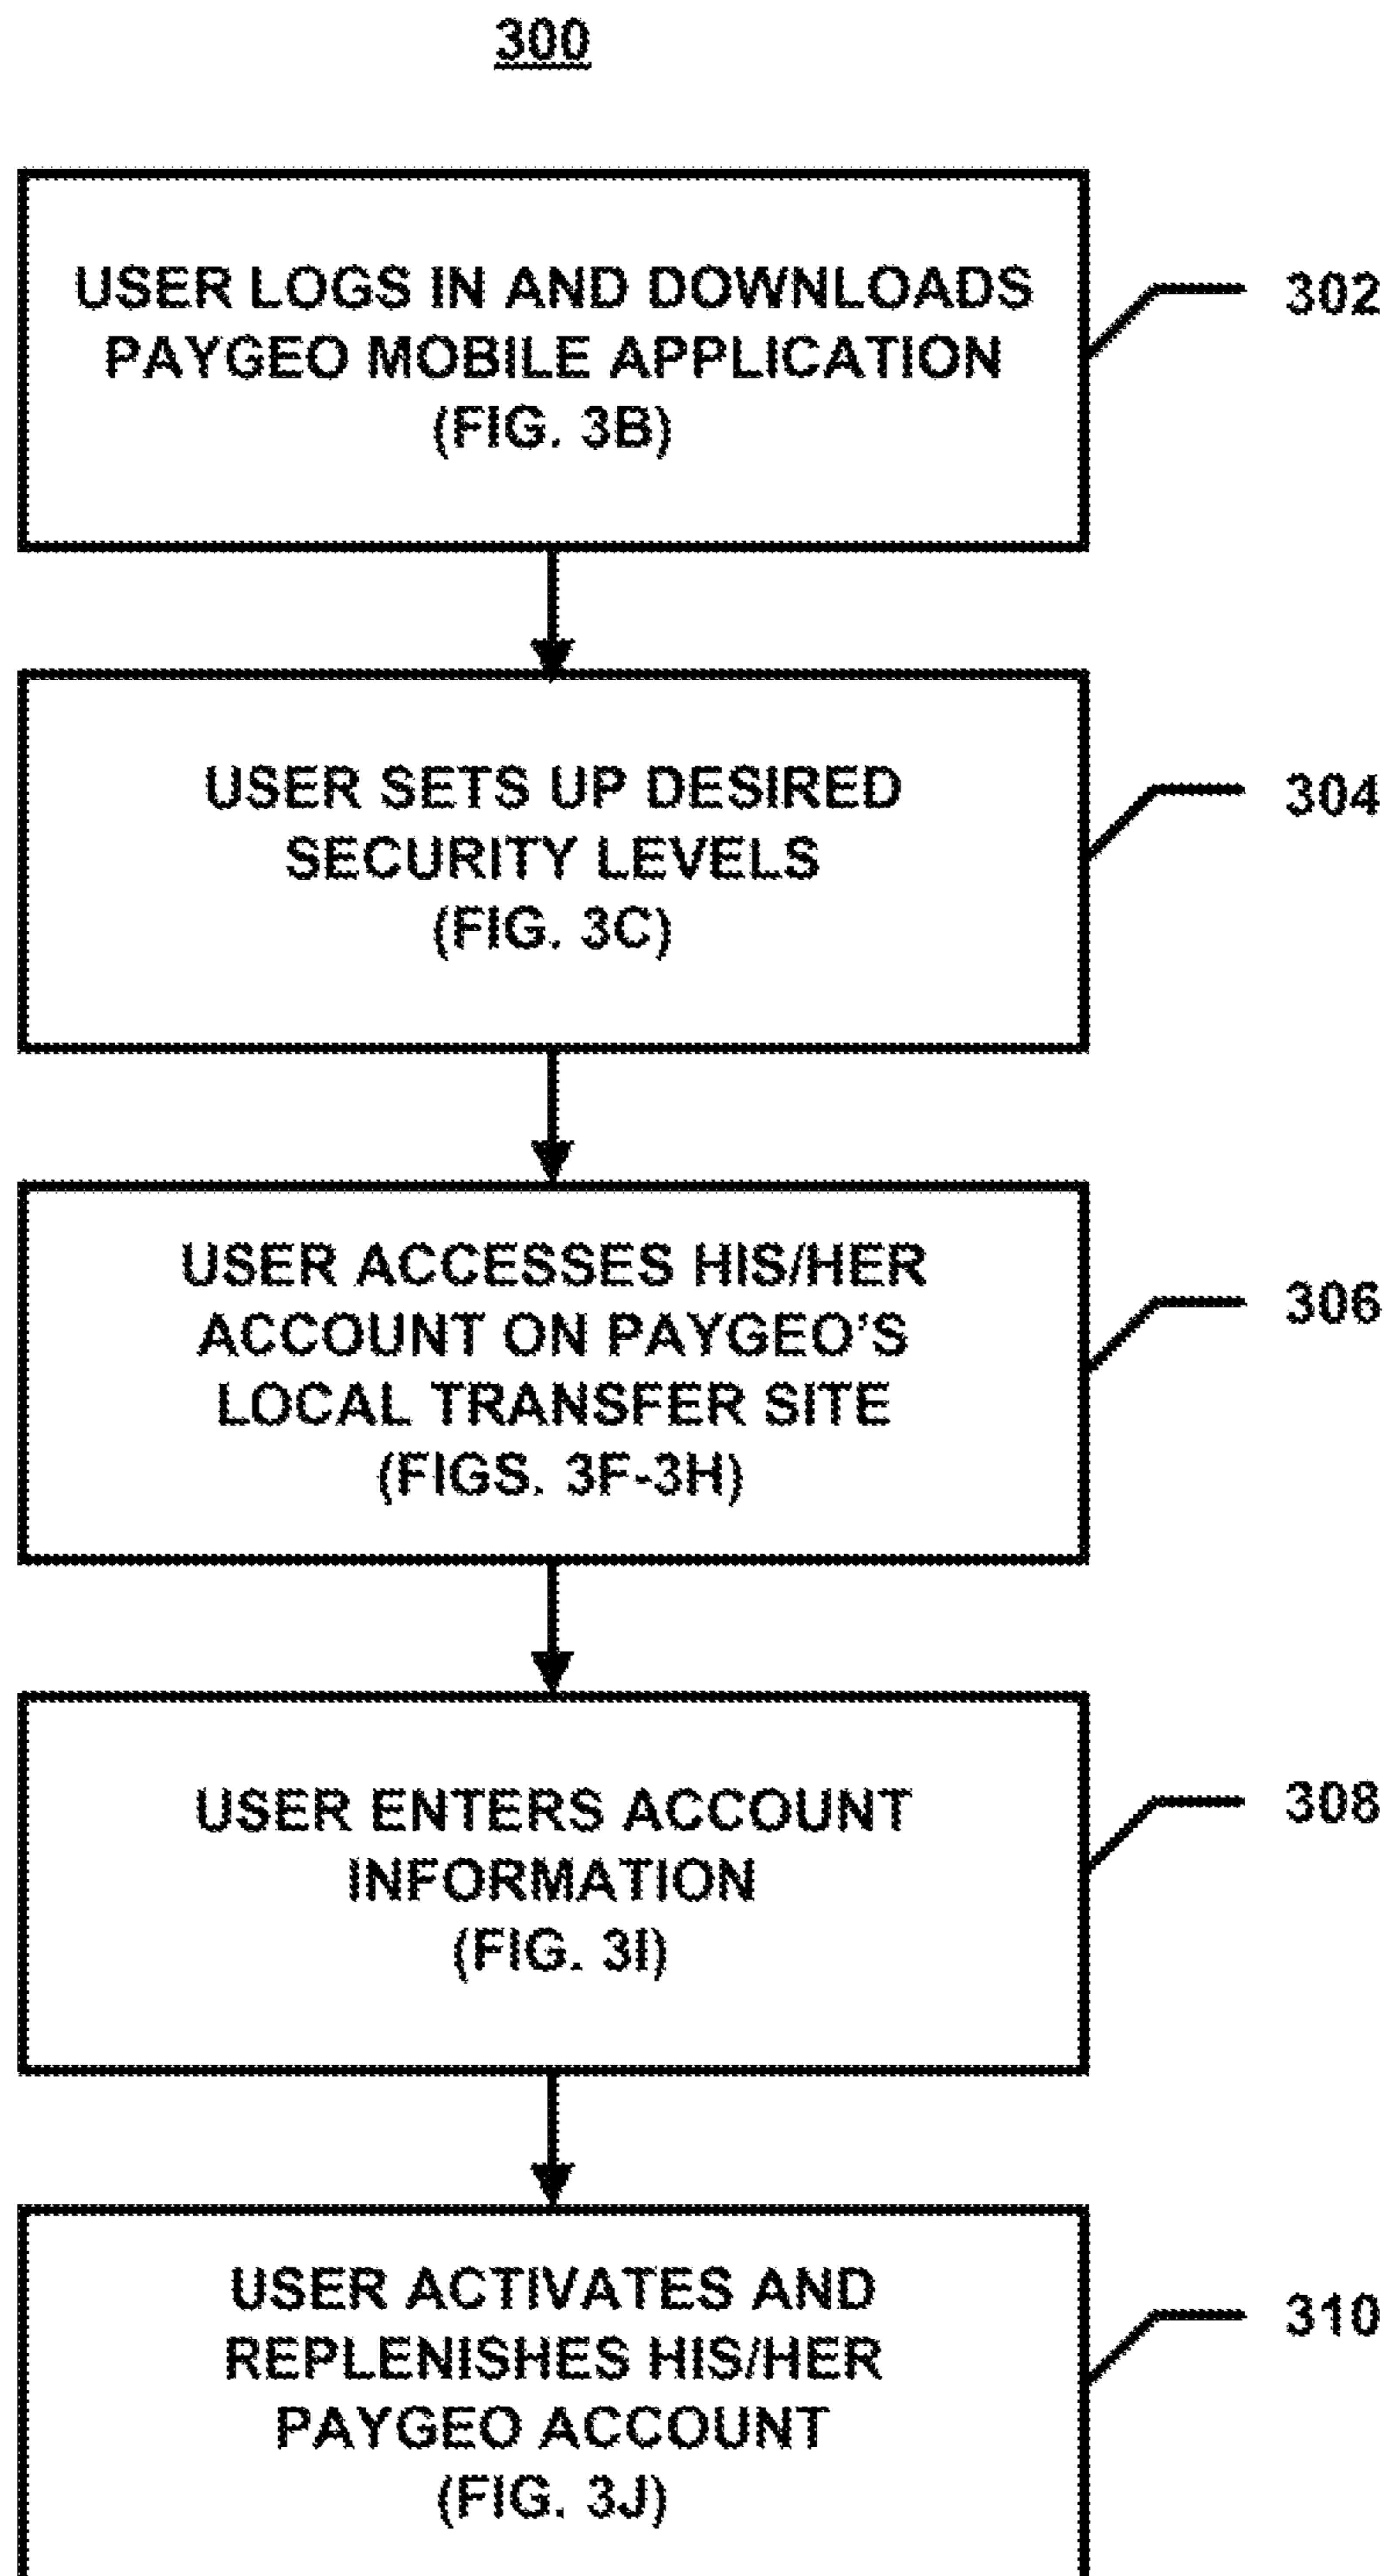 300
USER LOGS IN AND DOWNLOADS
PAYGEO MOBILE APPLICATION
(FIG. 3B)
302
USER SETS UP DESIRED
SECURITY LEVELS
(FIG. 3C)
304
USER ACCESSES HIS/HER
ACCOUNT ON PAYGEO'S
LOCAL TRANSFER SITE
(FIGS. 3F-3H)
306
USER ENTERS ACCOUNT
INFORMATION
(FIG. 3I)
308
USER ACTIVATES AND
REPLENISHES HIS/HER
PAYGEO ACCOUNT
(FIG. 3J)
310